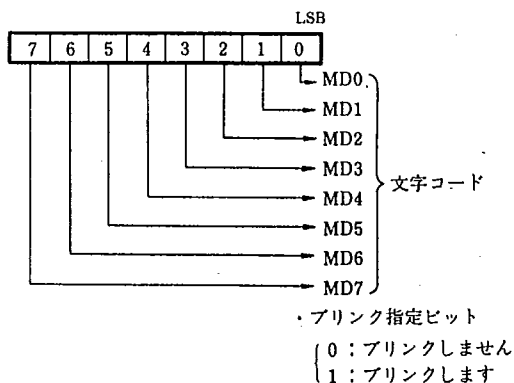 LSB
7 6 5 4 3 2 1 0
MD0
MD1
MD2
MD3
MD4
MD5
MD6
MD7
文字コード
・ブリンク指定ビット
0：ブリンクしません
1：ブリンクします